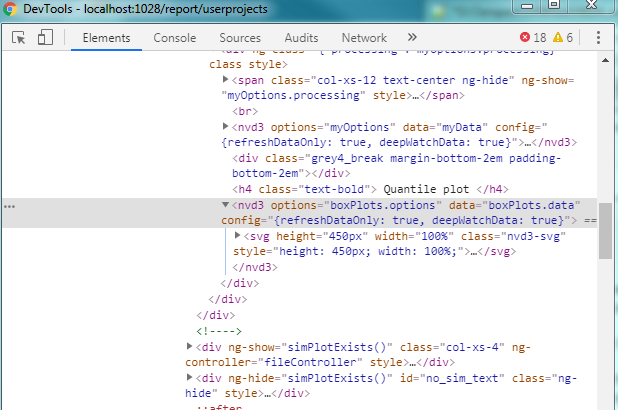 DevTools - localhost:1028/report/userprojects
Elements Console Sources Audits » 18 6
<div ng-class="{'processing': myOptions.processing}"
class style>
▶<span class="col-xs-12 text-center ng-hide" ng-show=
"myOptions.processing" style>…</span>
<br>
▶<nvd3 options="myOptions" data="myData" config=
"{refreshDataOnly: true, deepWatchData: true}">…</nvd3>
<div class="grey4_break margin-bottom-2em padding-
bottom-2em"></div>
<h4 class="text-bold"> Quantile plot </h4>
… ▼<nvd3 options="boxPlots.options" data="boxPlots.data"
config="{refreshDataOnly: true, deepWatchData: true}"> ==
▶<svg height="450px" width="100%" class="nvd3-svg"
style="height: 450px; width: 100%;">…</svg>
</nvd3>
</div>
</div>
</div>
<!---->
▶<div ng-show="simPlotExists()" class="col-xs-4" ng-
controller="fileController" style>…</div>
▶<div ng-hide="simPlotExists()" id="no_sim_text" class="ng-
hide" style>…</div>
::after